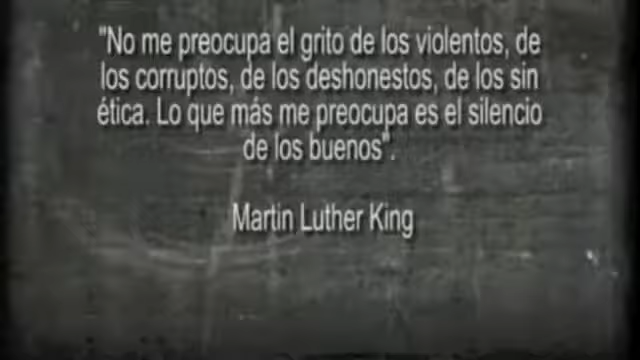 "No me preocupa el grito de los violentos, de
los corruptos, de los deshonestos, de los sin
ética. Lo que más me preocupa es el silencio
de los buenos".
Martin Luther King